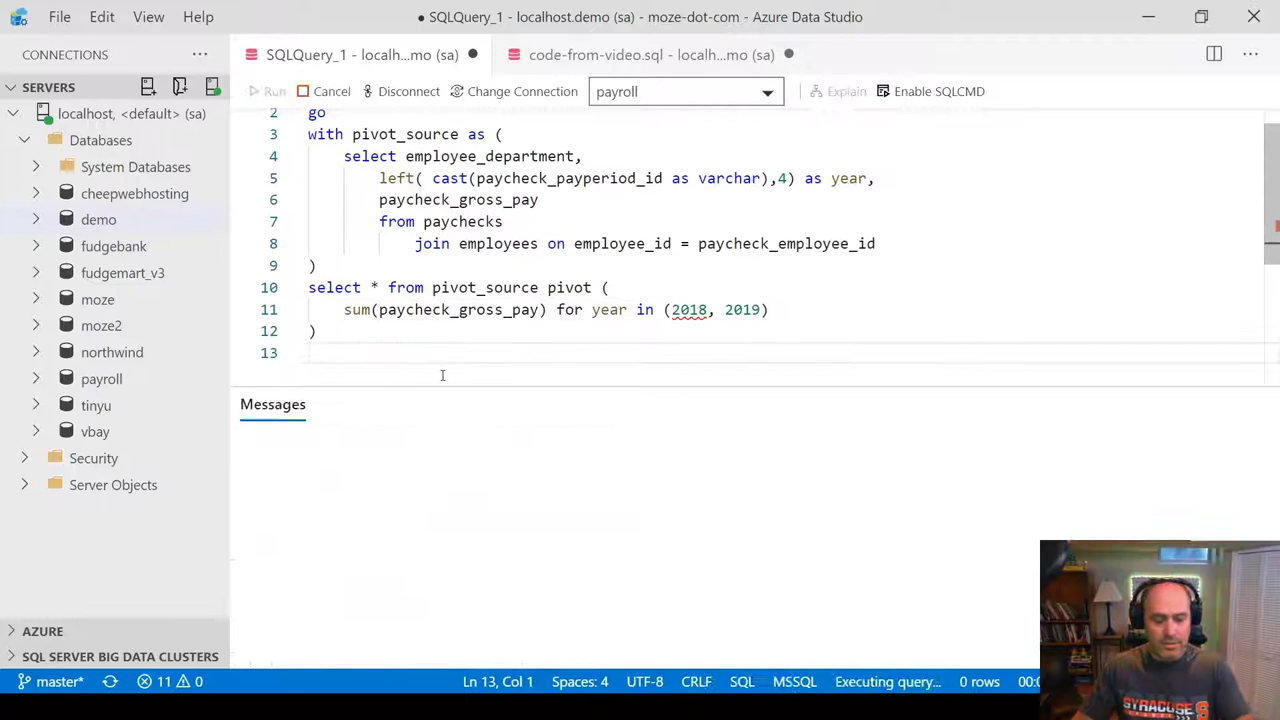 File Edit View Help
● SQLQuery_1 - localhost.demo (sa) - moze-dot-com - Azure Data Studio
CONNECTIONS
SERVERS
localhost, <default> (sa)
Databases
System Databases
cheepwebhosting
demo
fudgebank
fudgemart_v3
moze
moze2
northwind
payroll
tinyu
vbay
Security
Server Objects
AZURE
SQL SERVER BIG DATA CLUSTERS
SQLQuery_1 - localh...mo (sa)
code-from-video.sql - localh...mo (sa)
Run Cancel Disconnect Change Connection payroll Explain Enable SQLCMD
2 go
3 with pivot_source as (
4 select employee_department,
5 left( cast(paycheck_payperiod_id as varchar),4) as year,
6 paycheck_gross_pay
7 from paychecks
8 join employees on employee_id = paycheck_employee_id
9 )
10 select * from pivot_source pivot (
11 sum(paycheck_gross_pay) for year in (2018, 2019)
12 )
13
Messages
master* 11 0 Ln 13, Col 1 Spaces: 4 UTF-8 CRLF SQL MSSQL Executing query... 0 rows 00:0
SYRACUSE